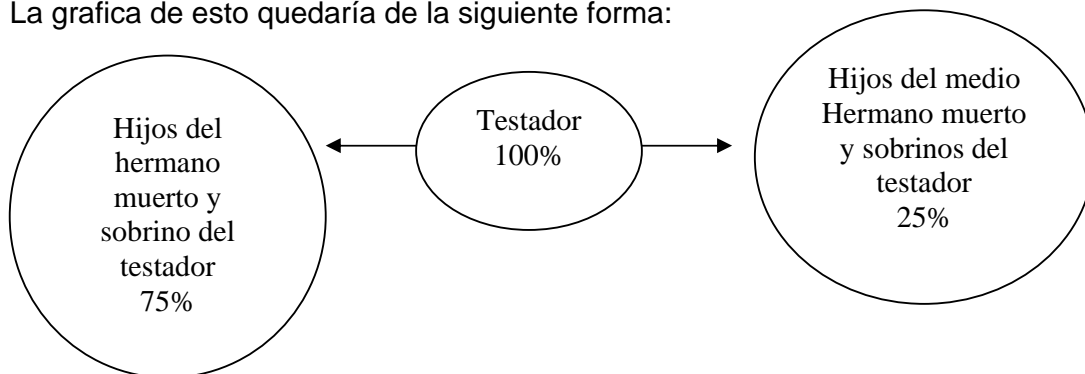 La grafica de esto quedaría de la siguiente forma:
Hijos del
hermano
muerto y
sobrino del
testador
75%
Testador
100%
Hijos del medio
Hermano muerto
y sobrinos del
testador
25%